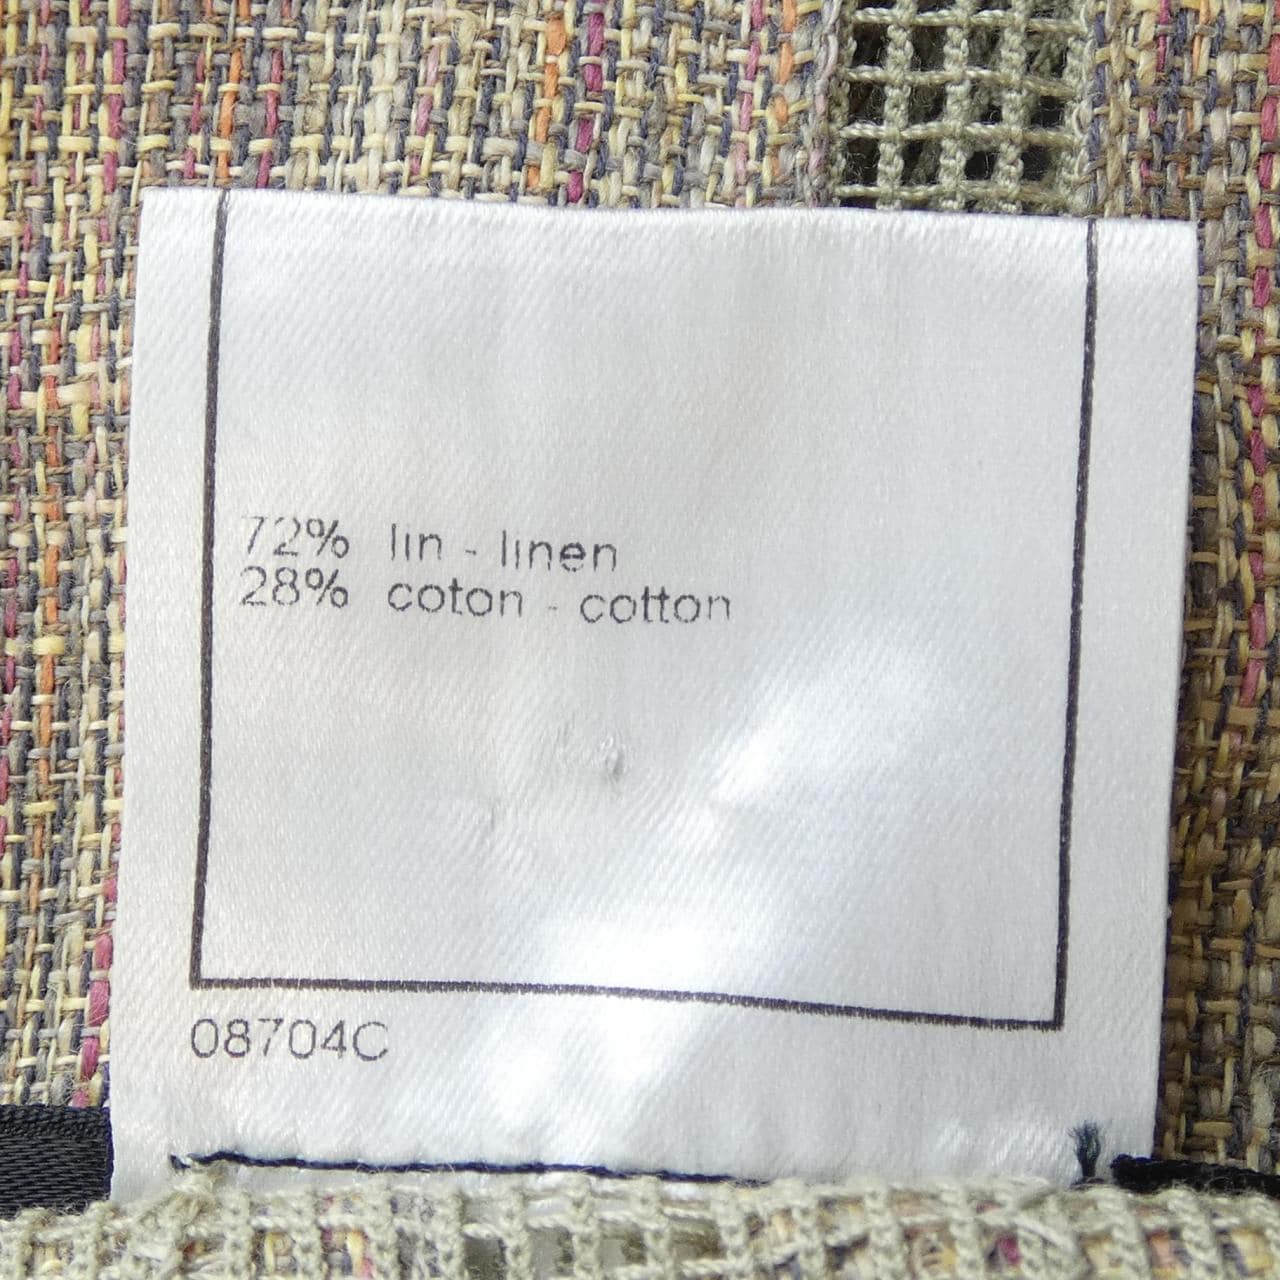 72% lin - linen
28% coton - cotton
08704C